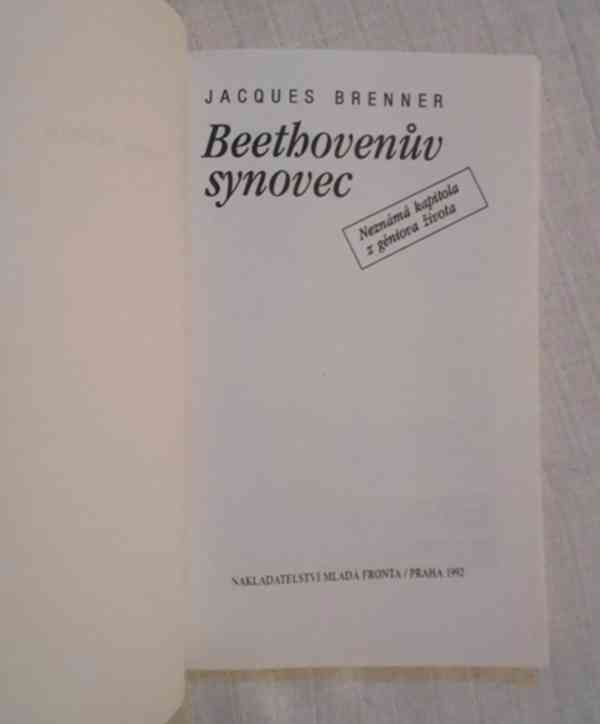 JACQUES BRENNER
Beethovenův
synovec
Neznámá kapitola
z géniova života
NAKLADATELSTVÍ MLADÁ FRONTA / PRAHA 1992